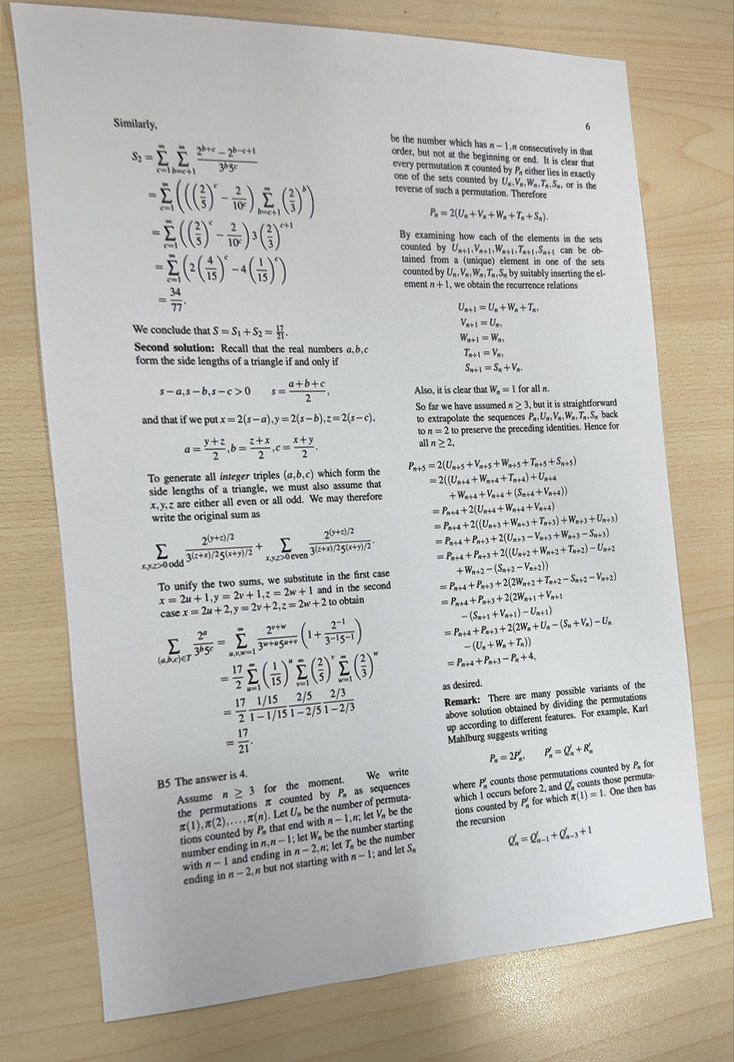 Similarly,
S_2 = \sum_{c=1}^{\infty} \sum_{b=c+1}^{\infty} \frac{2^{b+c} - 2^{b-c+1}}{3^b 5^c}
= \sum_{c=1}^{\infty} \left( \left( \left( \frac{2}{5} \right)^c - \frac{2}{10^c} \right) \sum_{b=c+1}^{\infty} \left( \frac{2}{3} \right)^b \right)
= \sum_{c=1}^{\infty} \left( \left( \frac{2}{5} \right)^c - \frac{2}{10^c} \right) 3 \left( \frac{2}{3} \right)^{c+1}
= \sum_{c=1}^{\infty} \left( 2 \left( \frac{4}{15} \right)^c - 4 \left( \frac{1}{15} \right)^c \right)
= \frac{34}{77}.
We conclude that S = S_1 + S_2 = \frac{17}{21}.
Second solution: Recall that the real numbers a, b, c
form the side lengths of a triangle if and only if
s - a, s - b, s - c > 0    s = \frac{a+b+c}{2},
and that if we put x = 2(s-a), y = 2(s-b), z = 2(s-c),
a = \frac{y+z}{2}, b = \frac{z+x}{2}, c = \frac{x+y}{2}.
To generate all integer triples (a,b,c) which form the
side lengths of a triangle, we must also assume that
x, y, z are either all even or all odd. We may therefore
write the original sum as
\sum_{x,y,z>0 odd} \frac{2^{(y+z)/2}}{3^{(z+x)/2} 5^{(x+y)/2}} + \sum_{x,y,z>0 even} \frac{2^{(y+z)/2}}{3^{(z+x)/2} 5^{(x+y)/2}}.
To unify the two sums, we substitute in the first case
x = 2u+1, y = 2v+1, z = 2w+1 and in the second
case x = 2u+2, y = 2v+2, z = 2w+2 to obtain
\sum_{(a,b,c)\in T} \frac{2^a}{3^b 5^c} = \sum_{u,v,w=1}^{\infty} \frac{2^{v+w}}{3^{w+u} 5^{u+v}} \left( 1 + \frac{2^{-1}}{3^{-1} 5^{-1}} \right)
= \frac{17}{2} \sum_{u=1}^{\infty} \left( \frac{1}{15} \right)^u \sum_{v=1}^{\infty} \left( \frac{2}{5} \right)^v \sum_{w=1}^{\infty} \left( \frac{2}{3} \right)^w
= \frac{17}{2} \frac{1/15}{1-1/15} \frac{2/5}{1-2/5} \frac{2/3}{1-2/3}
= \frac{17}{21}.
B5 The answer is 4.
Assume n ≥ 3 for the moment. We write
the permutations π counted by P_n as sequences
π(1), π(2), ..., π(n). Let U_n be the number of permuta-
tions counted by P_n that end with n-1, n; let V_n be the
number ending in n, n-1; let W_n be the number starting
with n-1 and ending in n-2, n; let T_n be the number
ending in n-2, n but not starting with n-1; and let S_n
6
be the number which has n-1, n consecutively in that
order, but not at the beginning or end. It is clear that
every permutation π counted by P_n either lies in exactly
one of the sets counted by U_n, V_n, W_n, T_n, S_n, or is the
reverse of such a permutation. Therefore
P_n = 2(U_n + V_n + W_n + T_n + S_n).
By examining how each of the elements in the sets
counted by U_{n+1}, V_{n+1}, W_{n+1}, T_{n+1}, S_{n+1} can be ob-
tained from a (unique) element in one of the sets
counted by U_n, V_n, W_n, T_n, S_n by suitably inserting the el-
ement n+1, we obtain the recurrence relations
U_{n+1} = U_n + W_n + T_n,
V_{n+1} = U_n,
W_{n+1} = W_n,
T_{n+1} = V_n,
S_{n+1} = S_n + V_n.
Also, it is clear that W_n = 1 for all n.
So far we have assumed n ≥ 3, but it is straightforward
to extrapolate the sequences P_n, U_n, V_n, W_n, T_n, S_n back
to n = 2 to preserve the preceding identities. Hence for
all n ≥ 2,
P_{n+5} = 2(U_{n+5} + V_{n+5} + W_{n+5} + T_{n+5} + S_{n+5})
= 2((U_{n+4} + W_{n+4} + T_{n+4}) + U_{n+4}
+ W_{n+4} + V_{n+4} + (S_{n+4} + V_{n+4}))
= P_{n+4} + 2(U_{n+4} + W_{n+4} + V_{n+4})
= P_{n+4} + 2((U_{n+3} + W_{n+3} + T_{n+3}) + W_{n+3} + U_{n+3})
= P_{n+4} + P_{n+3} + 2(U_{n+3} - V_{n+3} + W_{n+3} - S_{n+3})
= P_{n+4} + P_{n+3} + 2((U_{n+2} + W_{n+2} + T_{n+2}) - U_{n+2}
+ W_{n+2} - (S_{n+2} - V_{n+2}))
= P_{n+4} + P_{n+3} + 2(2W_{n+2} + T_{n+2} - S_{n+2} - V_{n+2})
= P_{n+4} + P_{n+3} + 2(2W_{n+1} + V_{n+1}
- (S_{n+1} + V_{n+1}) - U_{n+1})
= P_{n+4} + P_{n+3} + 2(2W_n + U_n - (S_n + V_n) - U_n
- (U_n + W_n + T_n))
= P_{n+4} + P_{n+3} - P_n + 4,
as desired.
Remark: There are many possible variants of the
above solution obtained by dividing the permutations
up according to different features. For example, Karl
Mahlburg suggests writing
P_n = 2P'_n,    P'_n = Q'_n + R'_n
where P'_n counts those permutations counted by P_n for
which 1 occurs before 2, and Q'_n counts those permuta-
tions counted by P'_n for which π(1) = 1. One then has
the recursion
Q'_n = Q'_{n-1} + Q'_{n-3} + 1